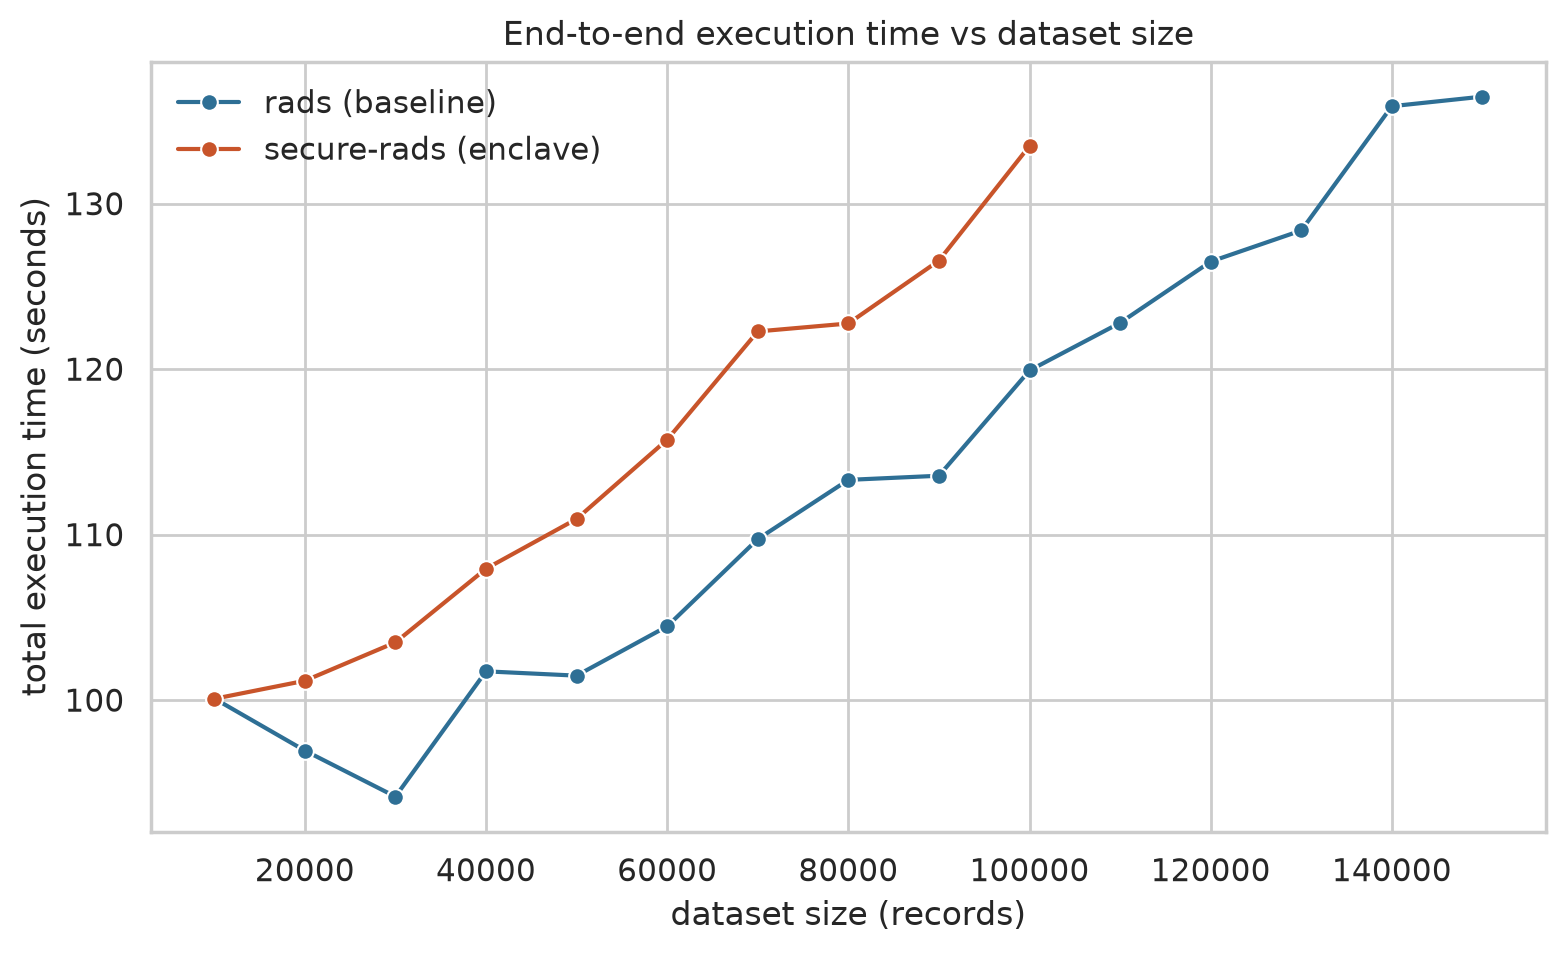 End-to-end execution time vs dataset size
rads (baseline)
secure-rads (enclave)
total execution time (seconds)
130
120
110
100
20000 40000 60000 80000 100000 120000 140000
dataset size (records)